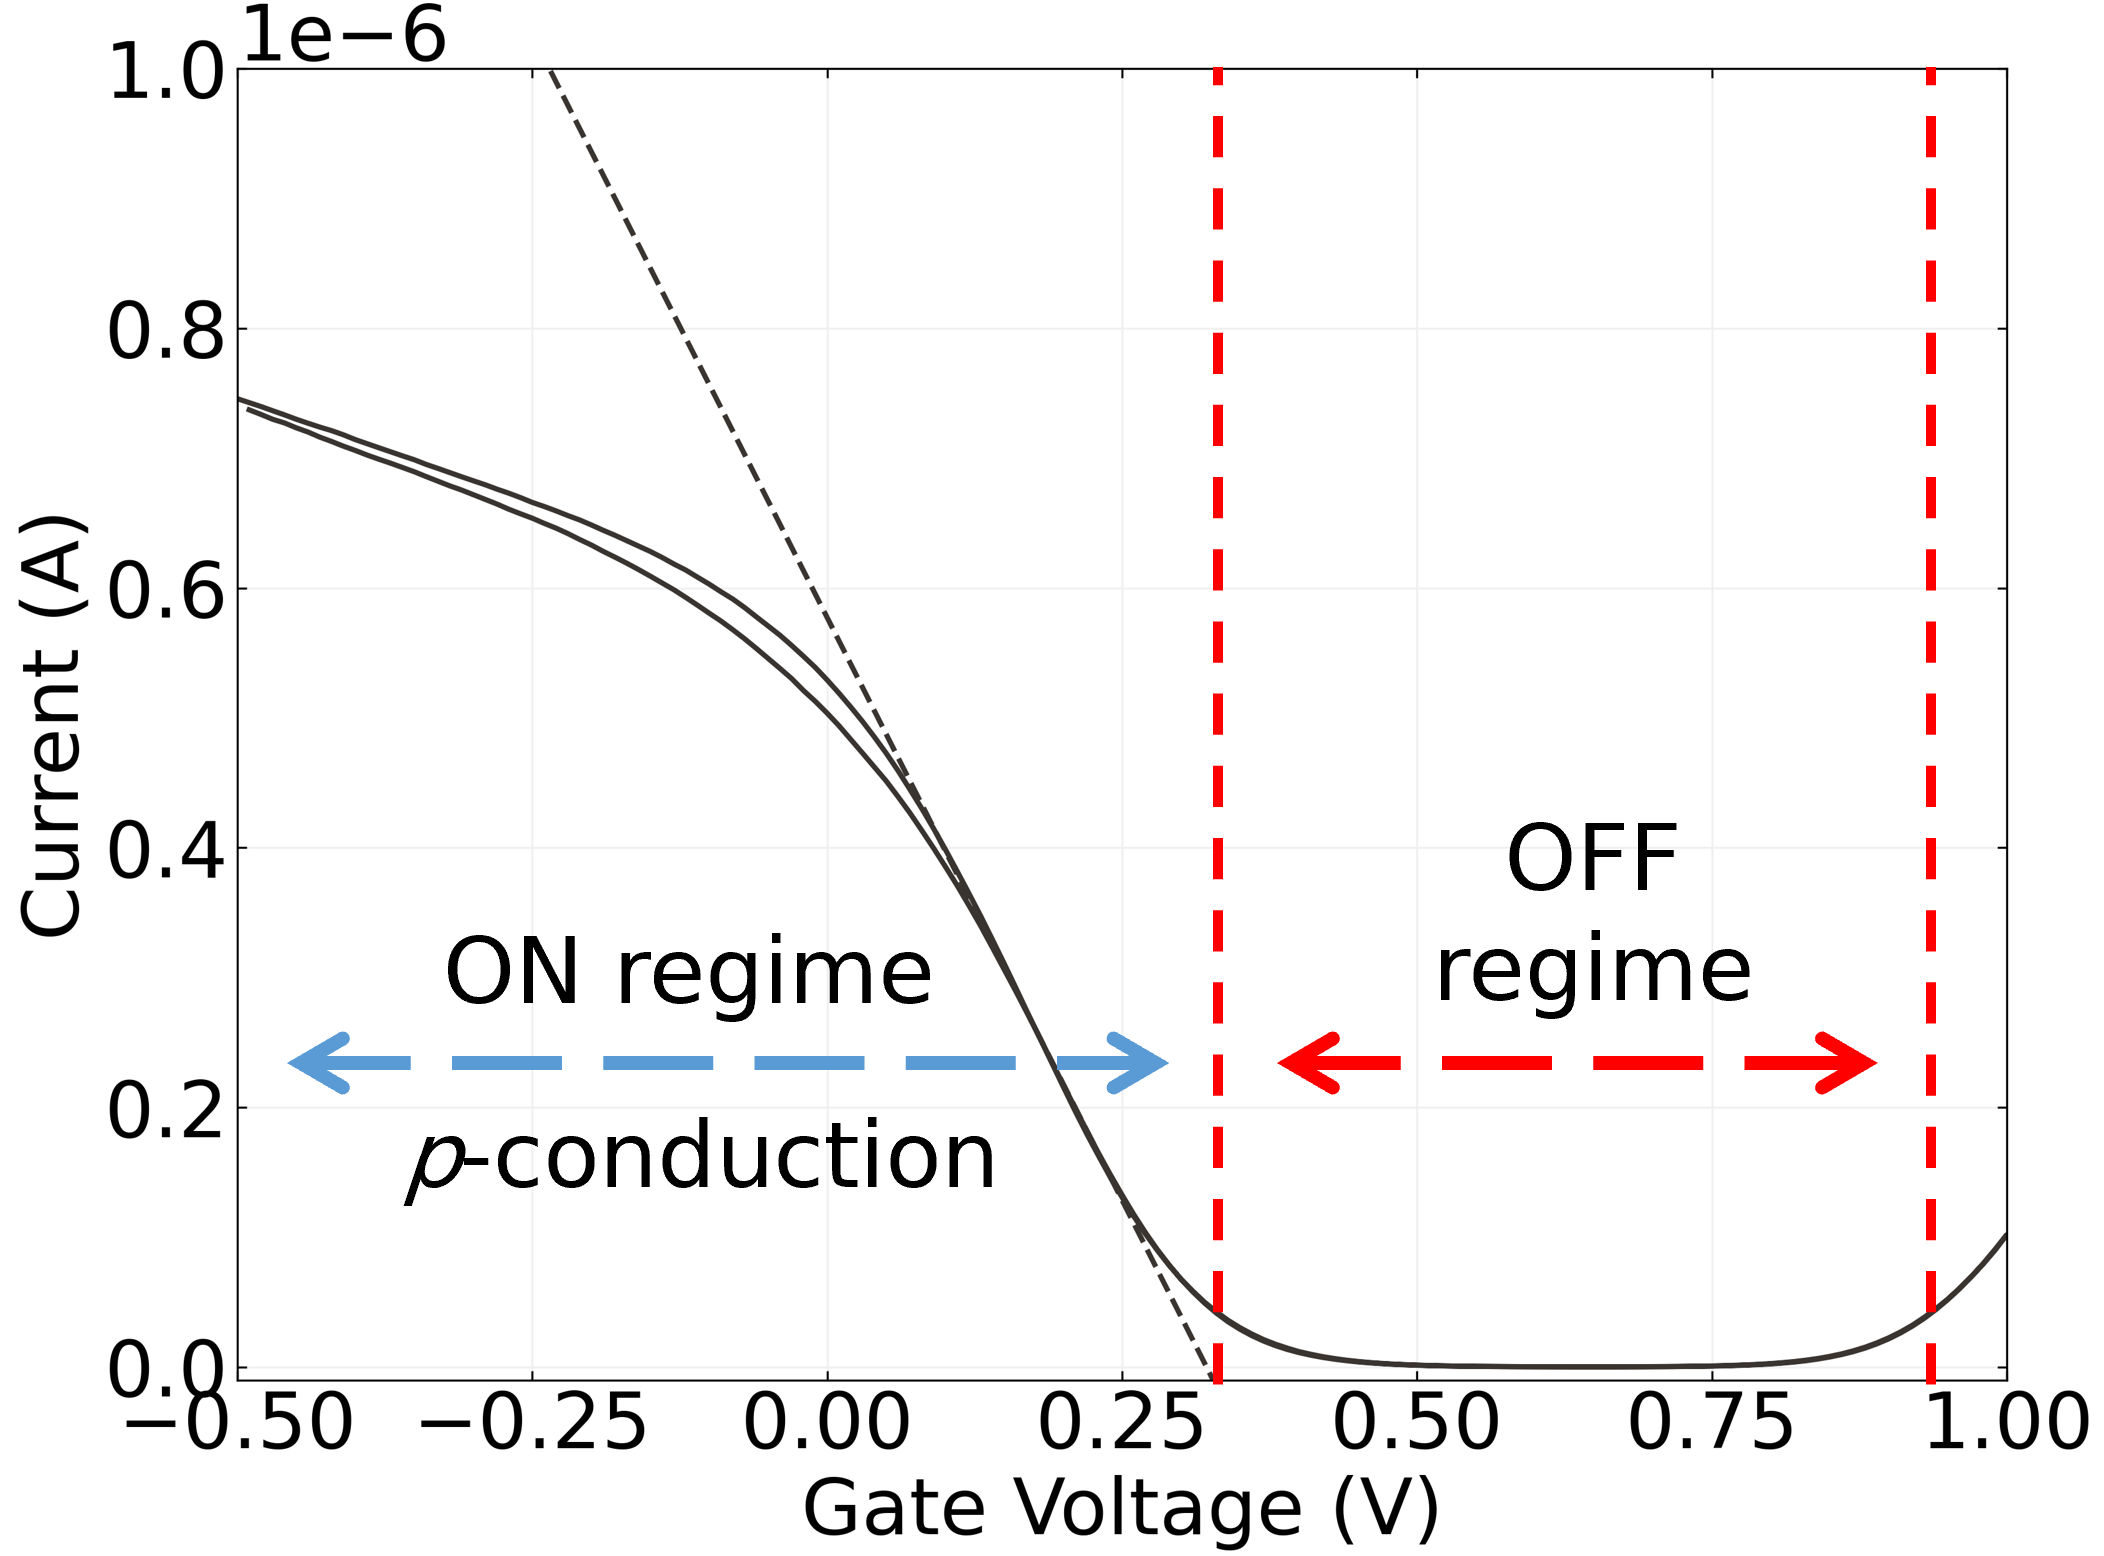 1e−6
1.0
0.8
0.6
0.4
0.2
0.0
Current (A)
OFF
regime
ON regime
p-conduction
−0.50 −0.25 0.00 0.25 0.50 0.75 1.00
Gate Voltage (V)